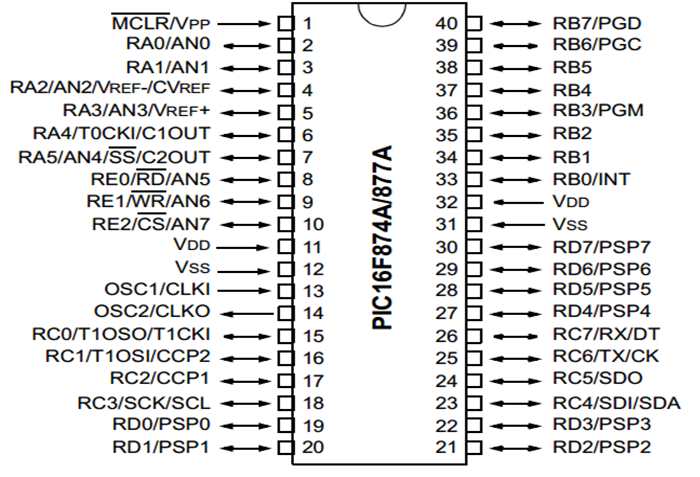 M̅C̅L̅R̅/VPP 1 40 RB7/PGD
RA0/AN0 2 39 RB6/PGC
RA1/AN1 3 38 RB5
RA2/AN2/VREF-/CVREF 4 37 RB4
RA3/AN3/VREF+ 5 36 RB3/PGM
RA4/T0CKI/C1OUT 6 35 RB2
RA5/AN4/S̅S̅/C2OUT 7 34 RB1
RE0/R̅D̅/AN5 8 33 RB0/INT
RE1/W̅R̅/AN6 9 32 VDD
RE2/C̅S̅/AN7 10 31 VSS
VDD 11 30 RD7/PSP7
VSS 12 29 RD6/PSP6
OSC1/CLKI 13 28 RD5/PSP5
OSC2/CLKO 14 27 RD4/PSP4
RC0/T1OSO/T1CKI 15 26 RC7/RX/DT
RC1/T1OSI/CCP2 16 25 RC6/TX/CK
RC2/CCP1 17 24 RC5/SDO
RC3/SCK/SCL 18 23 RC4/SDI/SDA
RD0/PSP0 19 22 RD3/PSP3
RD1/PSP1 20 21 RD2/PSP2
PIC16F874A/877A